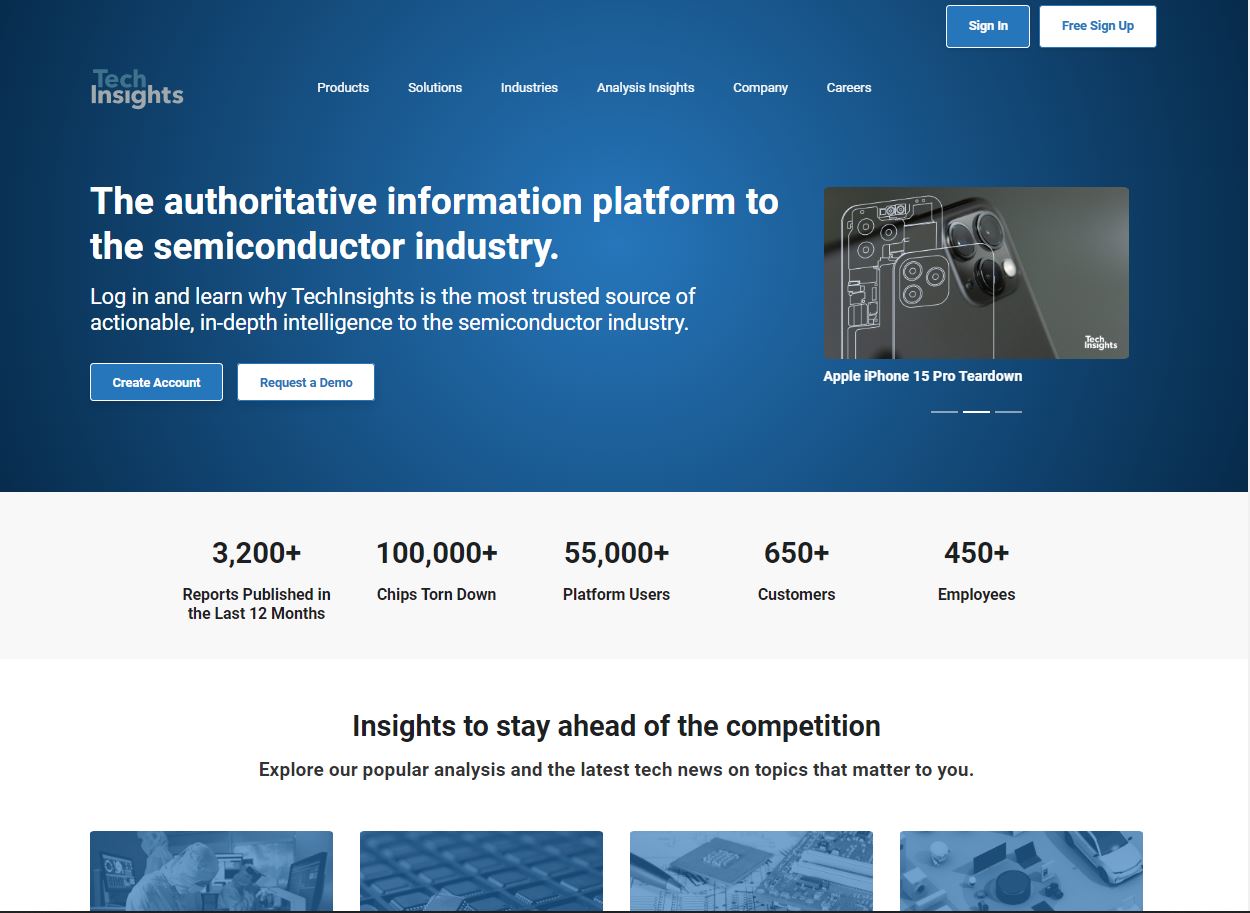 Sign In
Free Sign Up
Tech
Insights
Products
Solutions
Industries
Analysis Insights
Company
Careers
The authoritative information platform to
the semiconductor industry.
Log in and learn why TechInsights is the most trusted source of
actionable, in-depth intelligence to the semiconductor industry.
Create Account
Request a Demo
Tech
Insights
Apple iPhone 15 Pro Teardown
3,200+
Reports Published in
the Last 12 Months
100,000+
Chips Torn Down
55,000+
Platform Users
650+
Customers
450+
Employees
Insights to stay ahead of the competition
Explore our popular analysis and the latest tech news on topics that matter to you.